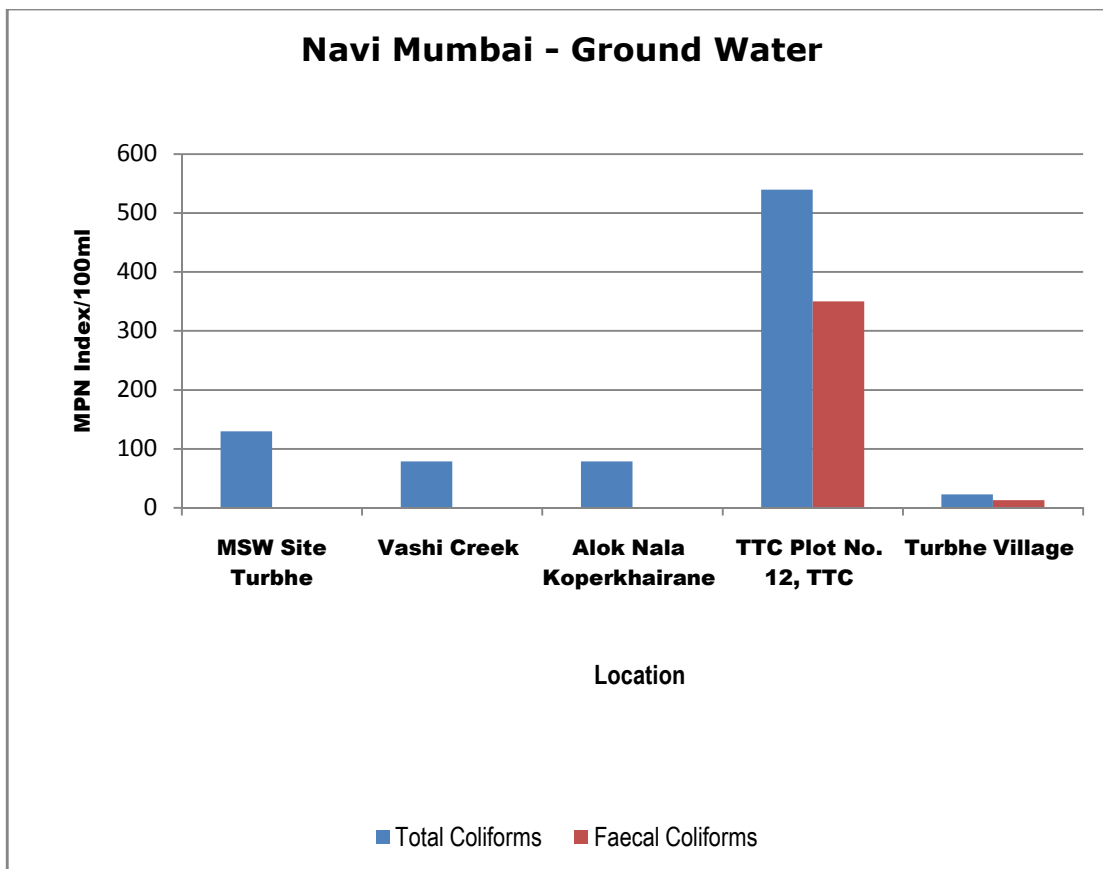 Navi Mumbai - Ground Water
MPN Index/100ml
600
500
400
300
200
100
0
MSW Site
Turbhe
Vashi Creek
Alok Nala
Koperkhairane
TTC Plot No.
12, TTC
Turbhe Village
Location
Total Coliforms
Faecal Coliforms